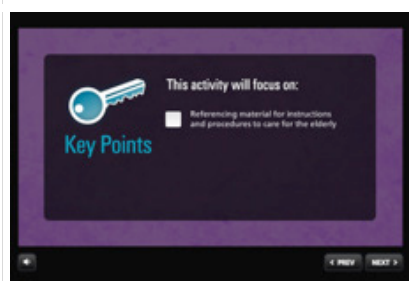 This activity will focus on:
Referencing material for instructions
and procedures to care for the elderly
Key Points
< PREV
NEXT >